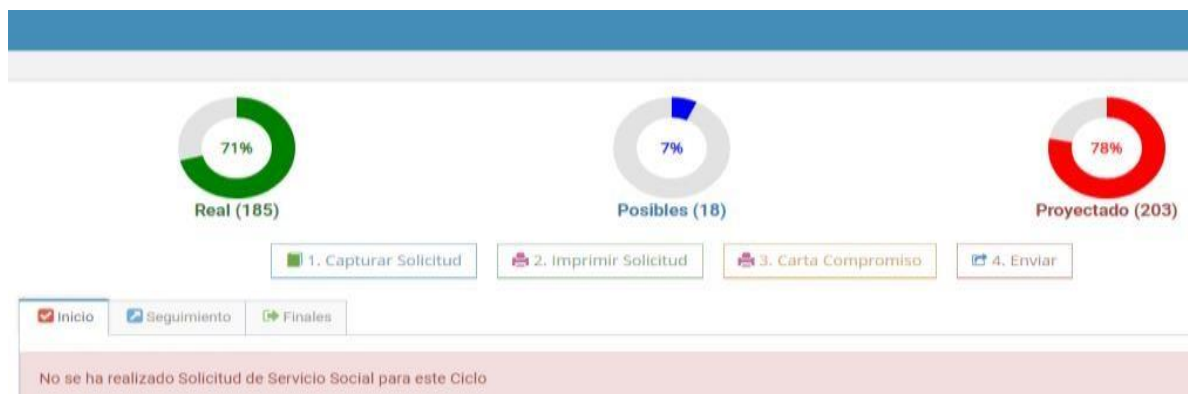 71%
7%
78%
Real (185)
Posibles (18)
Proyectado (203)
1. Capturar Solicitud
2. Imprimir Solicitud
3. Carta Compromiso
4. Enviar
Inicio
Seguimiento
Finales
No se ha realizado Solicitud de Servicio Social para este Ciclo